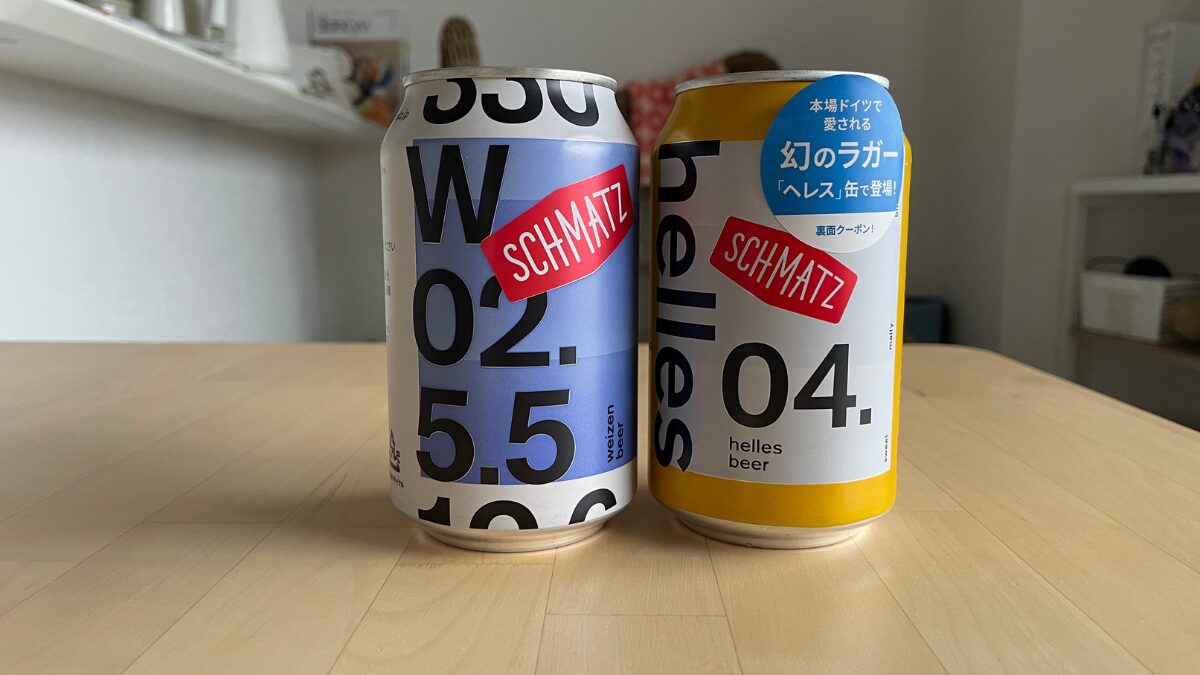 330
W
SCHMATZ
02.
5.5
weizen
beer
helles
本場ドイツで
愛される
幻のラガー
「ヘレス」缶で登場!
裏面クーポン!
SCHMATZ
04.
helles
beer
malty
sweet